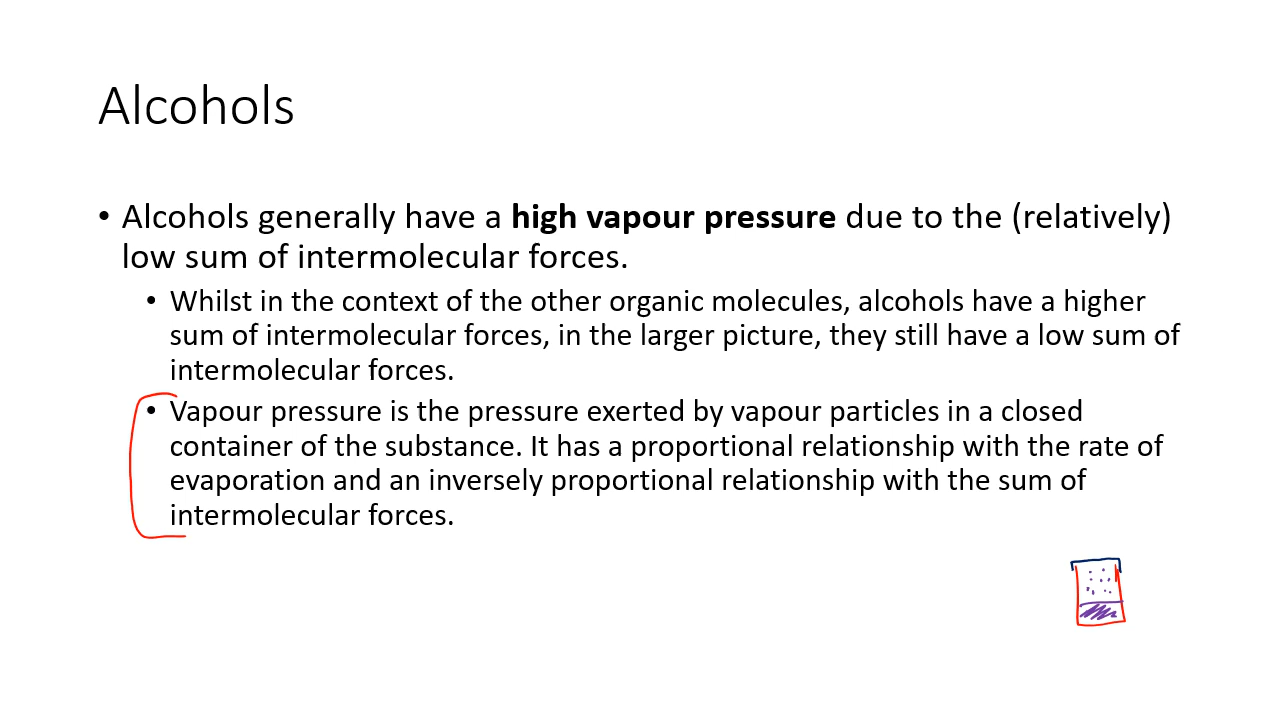 Alcohols
• Alcohols generally have a high vapour pressure due to the (relatively)
low sum of intermolecular forces.
• Whilst in the context of the other organic molecules, alcohols have a higher
sum of intermolecular forces, in the larger picture, they still have a low sum of
intermolecular forces.
• Vapour pressure is the pressure exerted by vapour particles in a closed
container of the substance. It has a proportional relationship with the rate of
evaporation and an inversely proportional relationship with the sum of
intermolecular forces.